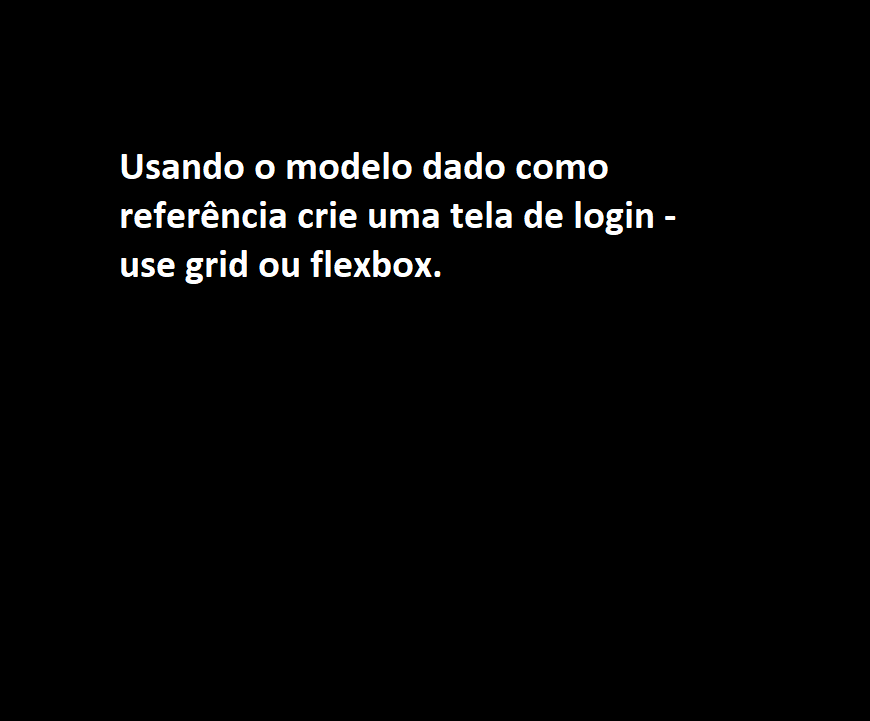 Usando o modelo dado como
referência crie uma tela de login -
use grid ou flexbox.